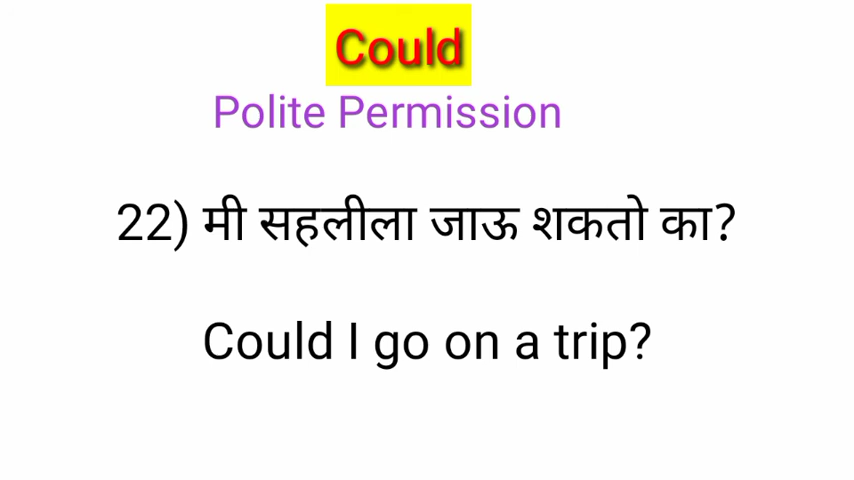 Could
Polite Permission
22) मी सहलीला जाऊ शकतो का?
Could I go on a trip?